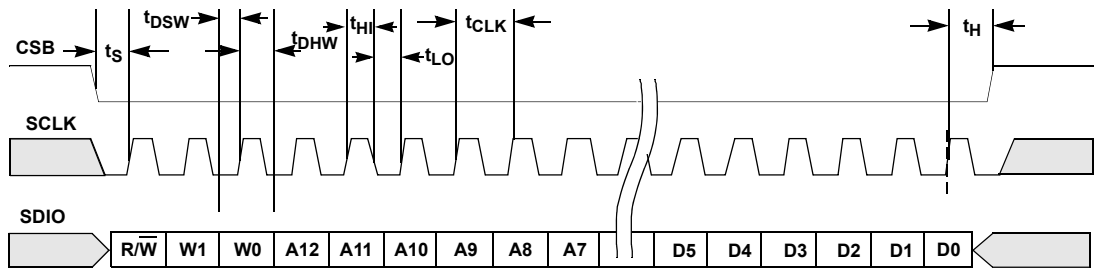 tDSW
tHI
tCLK
tH
CSB
tS
tDHW
tLO
SCLK
SDIO
R/W̅ W1 W0 A12 A11 A10 A9 A8 A7 D5 D4 D3 D2 D1 D0